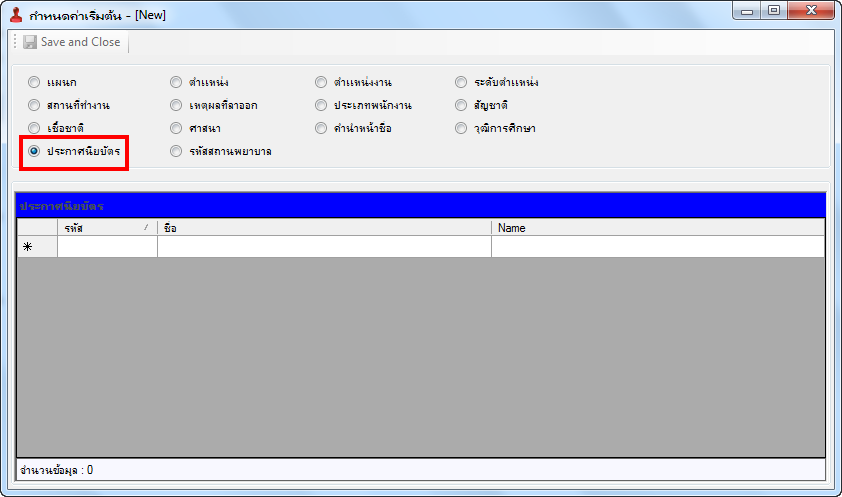 กำหนดค่าเริ่มต้น - [New]
Save and Close
แผนก ตำแหน่ง ตำแหน่งงาน ระดับตำแหน่ง
สถานที่ทำงาน เหตุผลที่ลาออก ประเภทพนักงาน สัญชาติ
เชื้อชาติ ศาสนา คำนำหน้าชื่อ วุฒิการศึกษา
ประกาศนียบัตร รหัสสถานพยาบาล
ประกาศนียบัตร
รหัส ชื่อ Name
จำนวนข้อมูล : 0